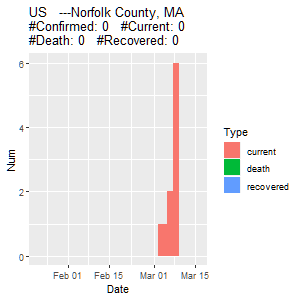 US   ---Norfolk County, MA
#Confirmed: 0   #Current: 0
#Death: 0   #Recovered: 0
6
4
2
0
Num
Feb 01
Feb 15
Mar 01
Mar 15
Date
Type
current
death
recovered